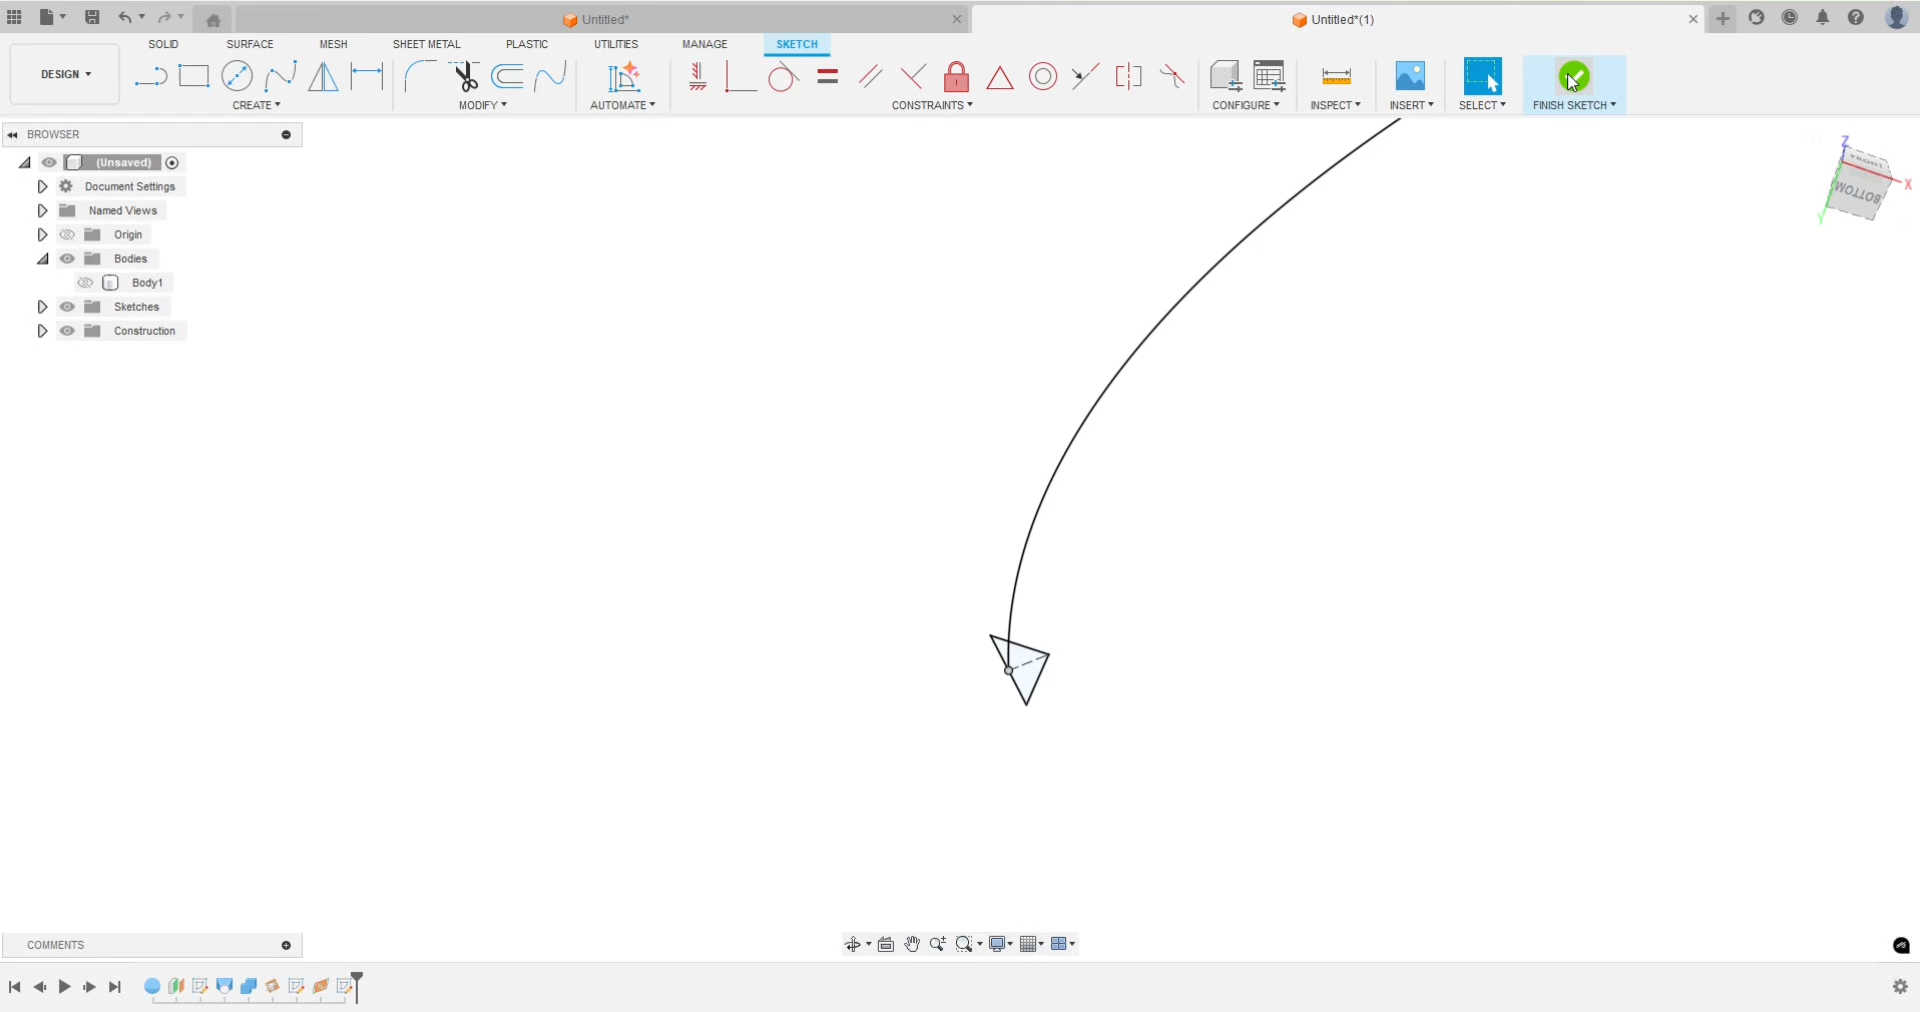 Untitled*
Untitled*(1)
SOLID
SURFACE
MESH
SHEET METAL
PLASTIC
UTILITIES
MANAGE
SKETCH
DESIGN
CREATE
MODIFY
AUTOMATE
CONSTRAINTS
CONFIGURE
INSPECT
INSERT
SELECT
FINISH SKETCH
BROWSER
(Unsaved)
Document Settings
Named Views
Origin
Bodies
Body1
Sketches
Construction
Z
X
BOTTOM
Y
COMMENTS